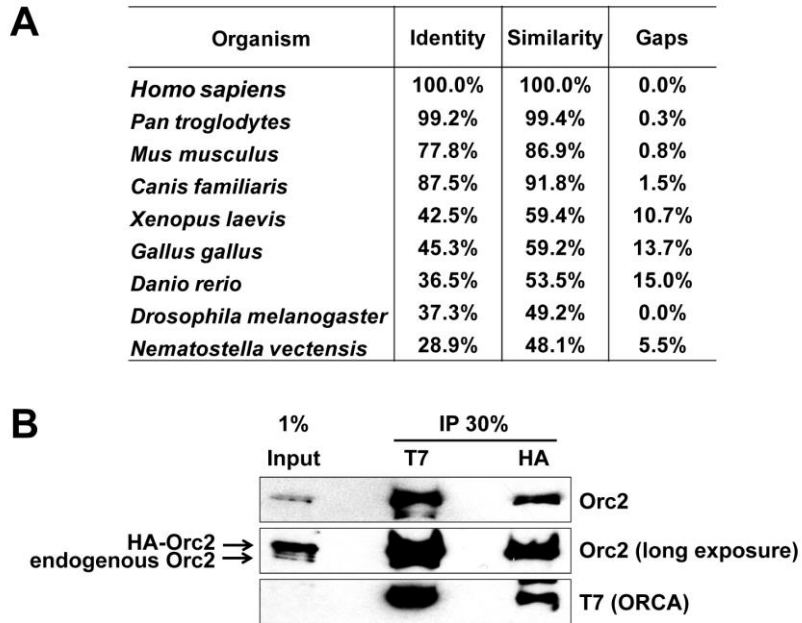 A
Organism Identity Similarity Gaps
Homo sapiens 100.0% 100.0% 0.0%
Pan troglodytes 99.2% 99.4% 0.3%
Mus musculus 77.8% 86.9% 0.8%
Canis familiaris 87.5% 91.8% 1.5%
Xenopus laevis 42.5% 59.4% 10.7%
Gallus gallus 45.3% 59.2% 13.7%
Danio rerio 36.5% 53.5% 15.0%
Drosophila melanogaster 37.3% 49.2% 0.0%
Nematostella vectensis 28.9% 48.1% 5.5%
B
1% IP 30%
Input T7 HA
Orc2
HA-Orc2 Orc2 (long exposure)
endogenous Orc2
T7 (ORCA)